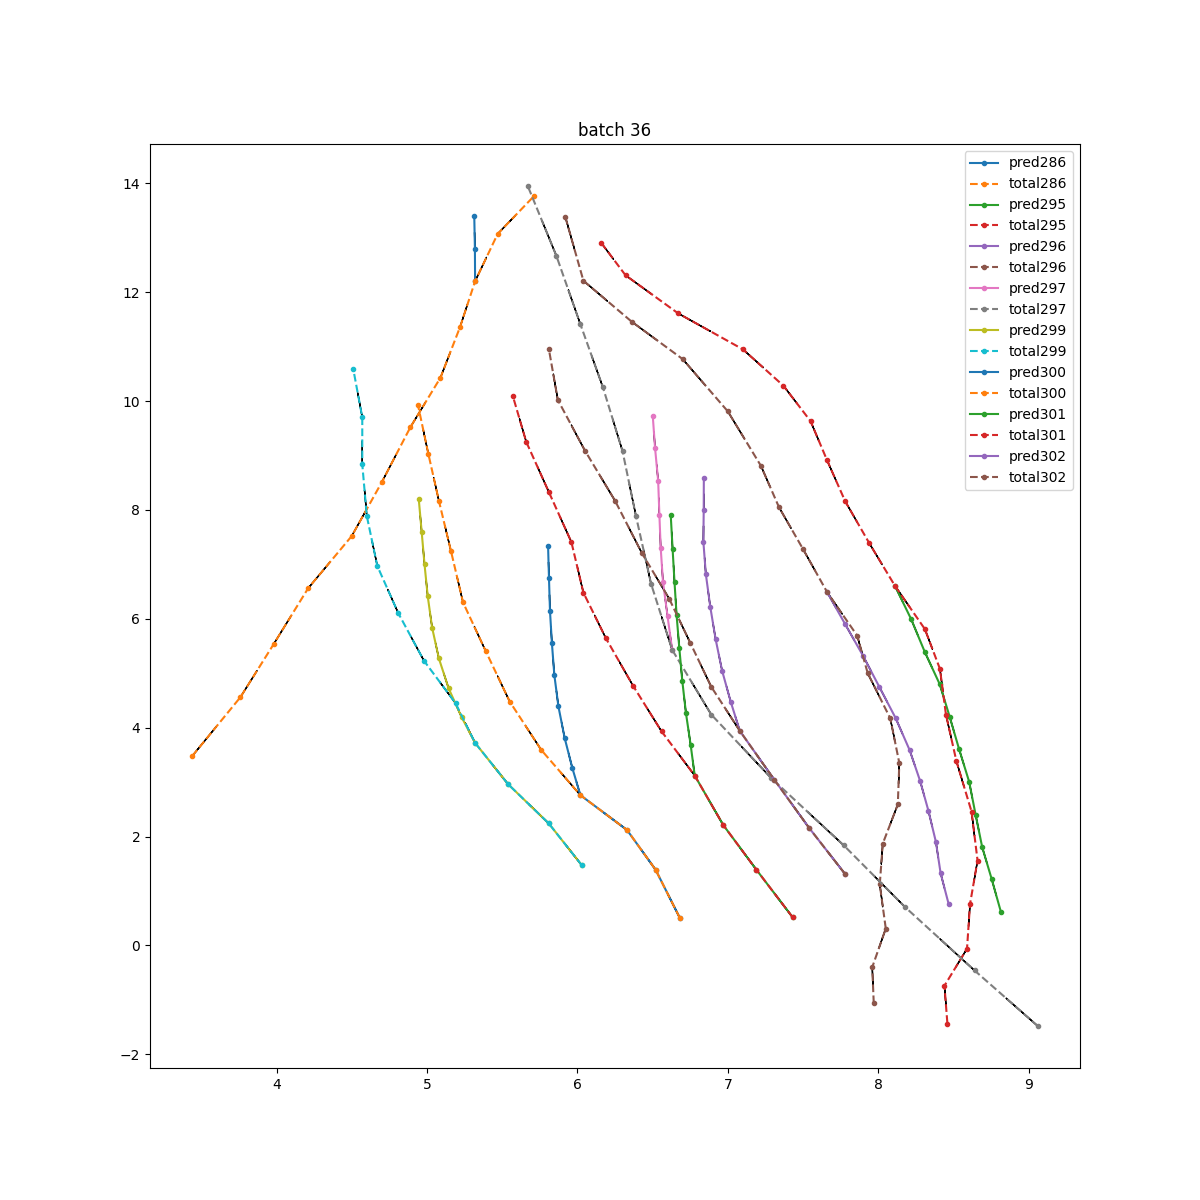 batch 36
pred286
total286
pred295
total295
pred296
total296
pred297
total297
pred299
total299
pred300
total300
pred301
total301
pred302
total302
14
12
10
8
6
4
2
0
−2
4 5 6 7 8 9